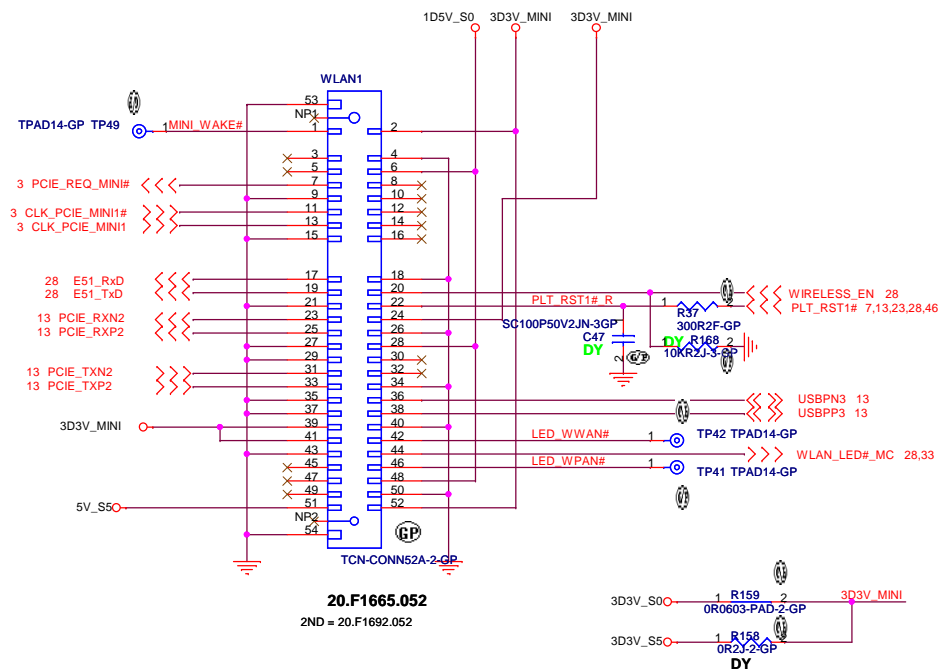 1D5V_S0 3D3V_MINI 3D3V_MINI
WLAN1
TPAD14-GP TP49 1 MINI_WAKE#
53
NP1
1 2
3 4
5 6
3 PCIE_REQ_MINI# 7 8
9 10
3 CLK_PCIE_MINI1# 11 12
3 CLK_PCIE_MINI1 13 14
15 16
28 E51_RxD 17 18
28 E51_TxD 19 20 WIRELESS_EN 28
21 22 PLT_RST1#_R 1 2 PLT_RST1# 7,13,23,28,46
R37
300R2F-GP
13 PCIE_RXN2 23 24
SC100P50V2JN-3GP
C47
DY
2
13 PCIE_RXP2 25 26
27 28
DY
1 R168 2
10KR2J-3-GP
29 30
13 PCIE_TXN2 31 32
13 PCIE_TXP2 33 34
35 36 USBPN3 13
37 38 USBPP3 13
3D3V_MINI 39 40
41 42 LED_WWAN# 1 TP42 TPAD14-GP
43 44 WLAN_LED#_MC 28,33
45 46 LED_WPAN# 1 TP41 TPAD14-GP
47 48
49 50
5V_S5 51 52
NP2
54
GP
TCN-CONN52A-2-GP
20.F1665.052
2ND = 20.F1692.052
3D3V_S0 1 R159 2 3D3V_MINI
0R0603-PAD-2-GP
3D3V_S5 1 R158 2
0R2J-2-GP
DY